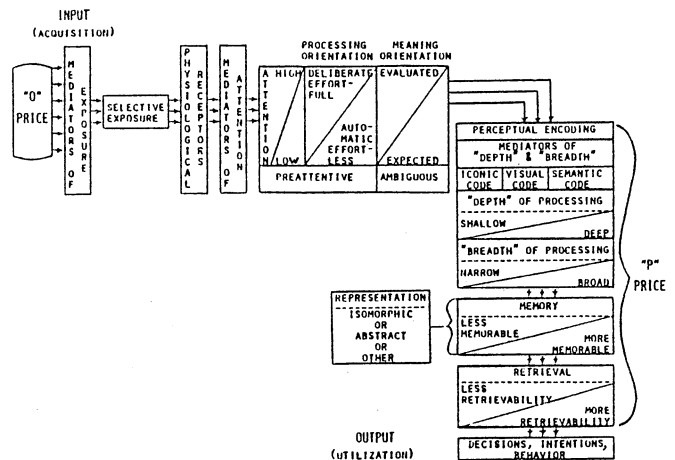 INPUT
(ACQUISITION)
"O"
PRICE
MEDIATORS OF
EXPOSURE
SELECTIVE
EXPOSURE
PHYSIOLOGICAL
RECEPTORS
MEDIATORS OF
ATTENTION
PROCESSING
ORIENTATION
MEANING
ORIENTATION
ATTENTION
HIGH
LOW
DELIBERATE
EFFORT-
FULL
AUTO-
MATIC
EFFORT-
LESS
EVALUATED
EXPECTED
PREATTENTIVE
AMBIGUOUS
PERCEPTUAL ENCODING
MEDIATORS OF
"DEPTH" & "BREADTH"
ICONIC
CODE
VISUAL
CODE
SEMANTIC
CODE
"DEPTH" OF PROCESSING
SHALLOW
DEEP
"BREADTH" OF PROCESSING
NARROW
BROAD
"P"
PRICE
REPRESENTATION
ISOMORPHIC
OR
ABSTRACT
OR
OTHER
MEMORY
LESS
MEMORABLE
MORE
MEMORABLE
RETRIEVAL
LESS
RETRIEVABILITY
MORE
RETRIEVABILITY
OUTPUT
(UTILIZATION)
DECISIONS, INTENTIONS,
BEHAVIOR